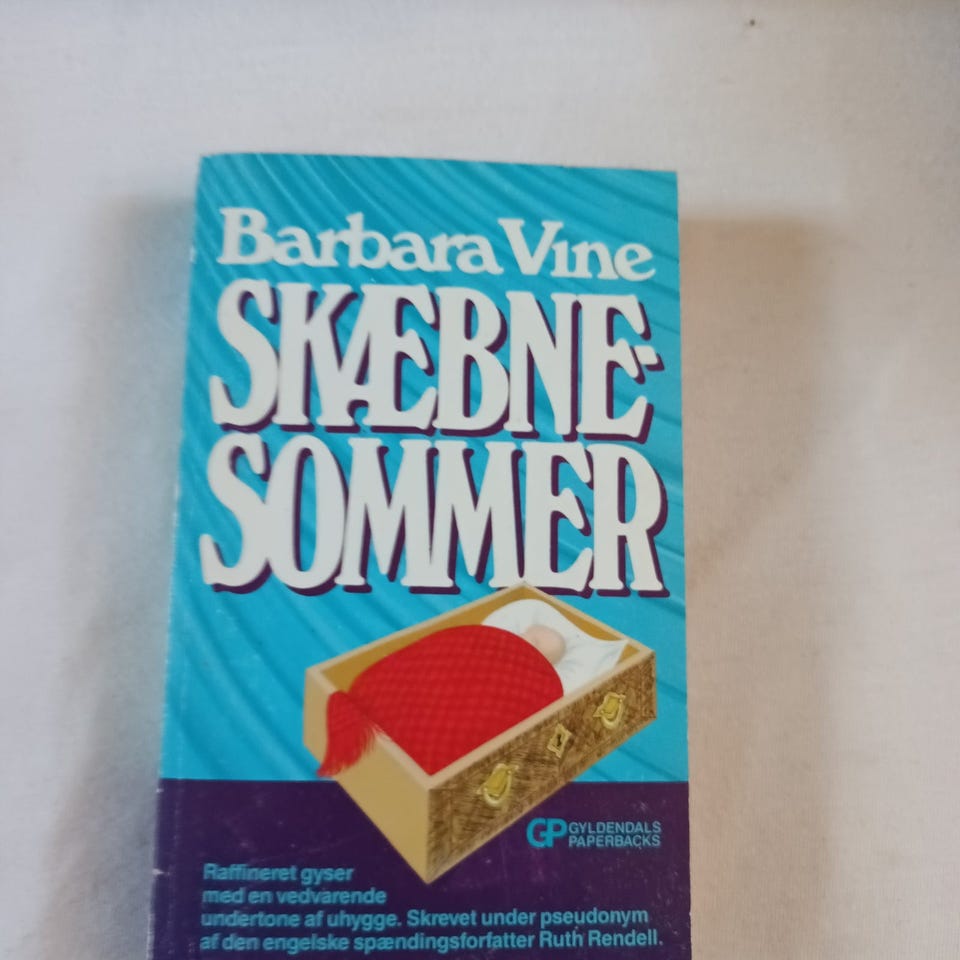 Barbara Vine
SKÆBNE-
SOMMER
GP GYLDENDALS
PAPERBACKS
Raffineret gyser
med en vedvarende
undertone af uhygge. Skrevet under pseudonym
af den engelske spændingsforfatter Ruth Rendell.